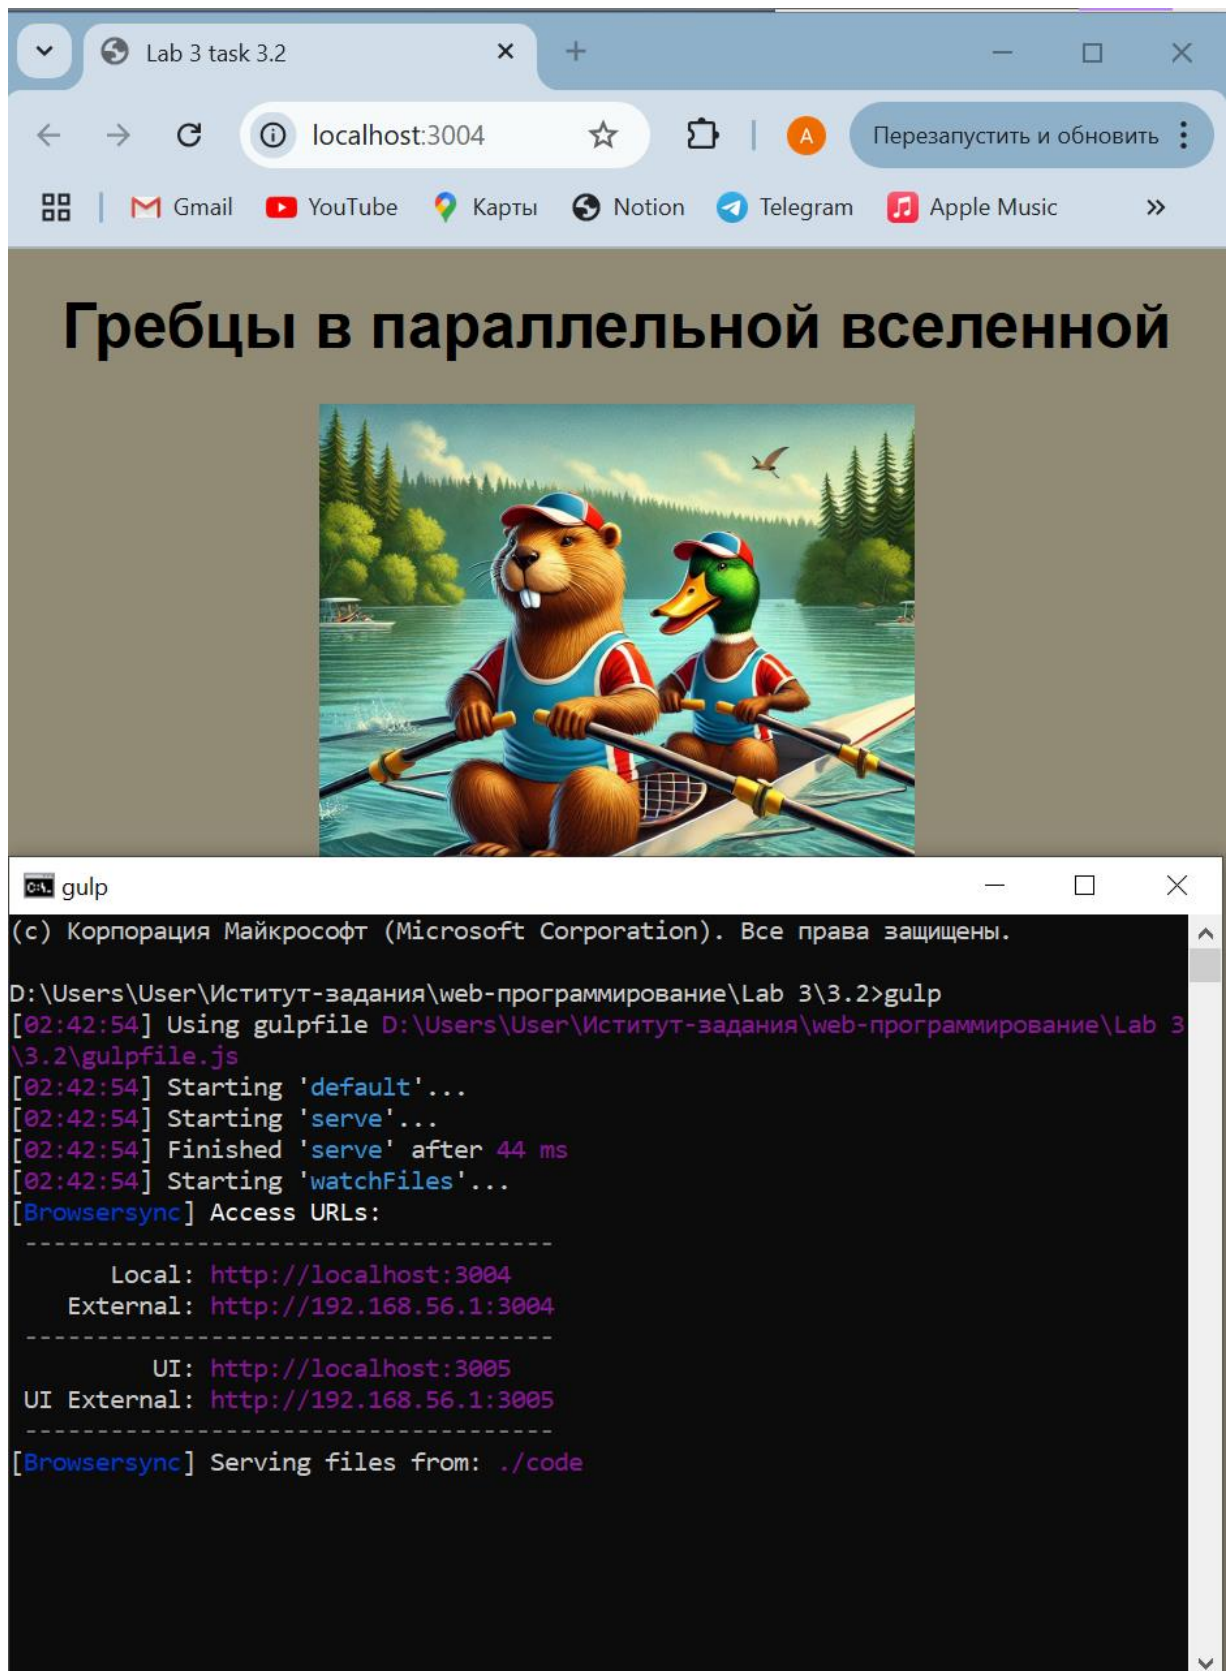 Lab 3 task 3.2
localhost:3004
A
Перезапустить и обновить
Gmail YouTube Карты Notion Telegram Apple Music
Гребцы в параллельной вселенной
C:\. gulp
(c) Корпорация Майкрософт (Microsoft Corporation). Все права защищены.
D:\Users\User\Иститут-задания\web-программирование\Lab 3\3.2>gulp
[02:42:54] Using gulpfile D:\Users\User\Иститут-задания\web-программирование\Lab 3
\3.2\gulpfile.js
[02:42:54] Starting 'default'...
[02:42:54] Starting 'serve'...
[02:42:54] Finished 'serve' after 44 ms
[02:42:54] Starting 'watchFiles'...
[Browsersync] Access URLs:
-------------------------------------
Local: http://localhost:3004
External: http://192.168.56.1:3004
-------------------------------------
UI: http://localhost:3005
UI External: http://192.168.56.1:3005
-------------------------------------
[Browsersync] Serving files from: ./code